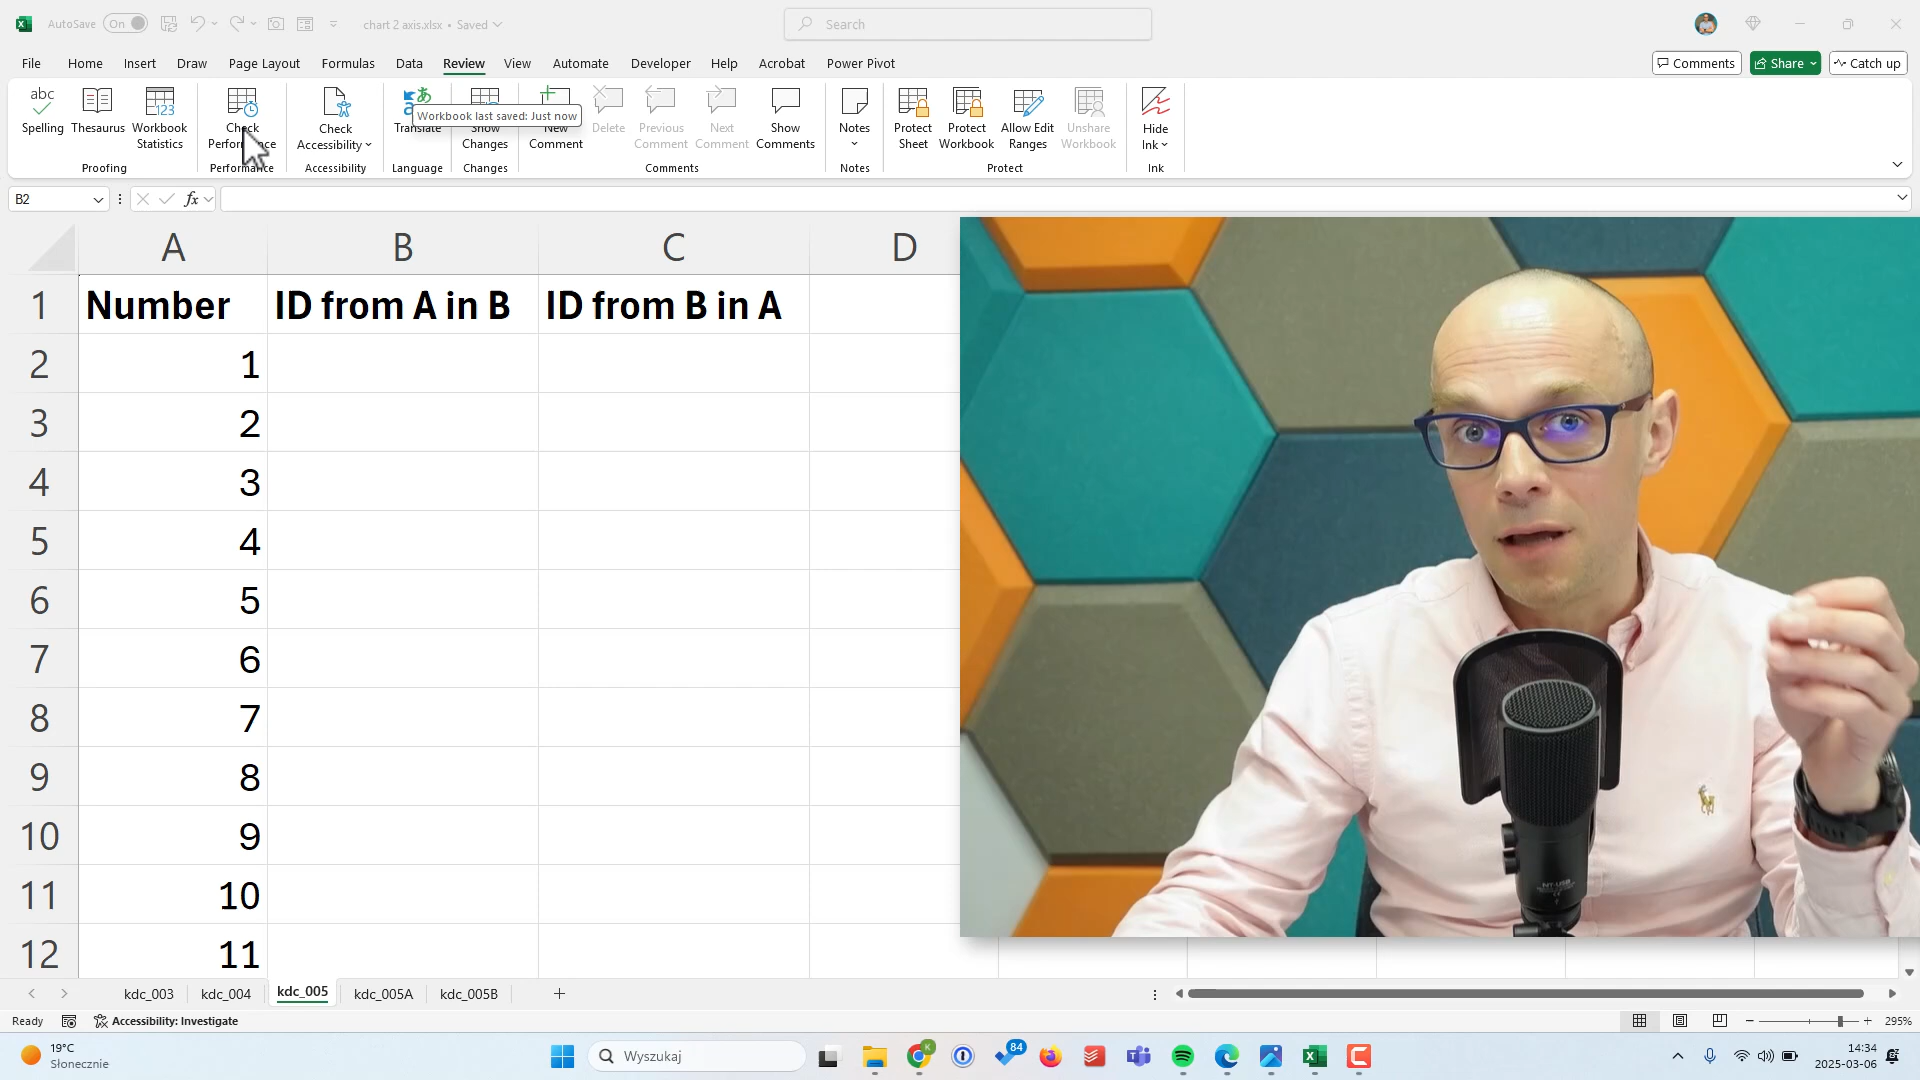 AutoSave On chart 2 axis.xlsx • Saved Search
File Home Insert Draw Page Layout Formulas Data Review View Automate Developer Help Acrobat Power Pivot Comments Share Catch up
abc
Spelling Thesaurus Workbook Statistics Check Performance Check Accessibility Translate Show Changes New Comment Delete Previous Comment Next Comment Show Comments Notes Protect Sheet Protect Workbook Allow Edit Ranges Unshare Workbook Hide Ink
Workbook last saved: Just now
Proofing Performance Accessibility Language Changes Comments Notes Protect Ink
B2 fx
A B C D
1 Number ID from A in B ID from B in A
2 1
3 2
4 3
5 4
6 5
7 6
8 7
9 8
10 9
11 10
12 11
NT-USB
kdc_003 kdc_004 kdc_005 kdc_005A kdc_005B
Ready Accessibility: Investigate 295%
19°C
Słonecznie
Wyszukaj
84
14:34
2025-03-06